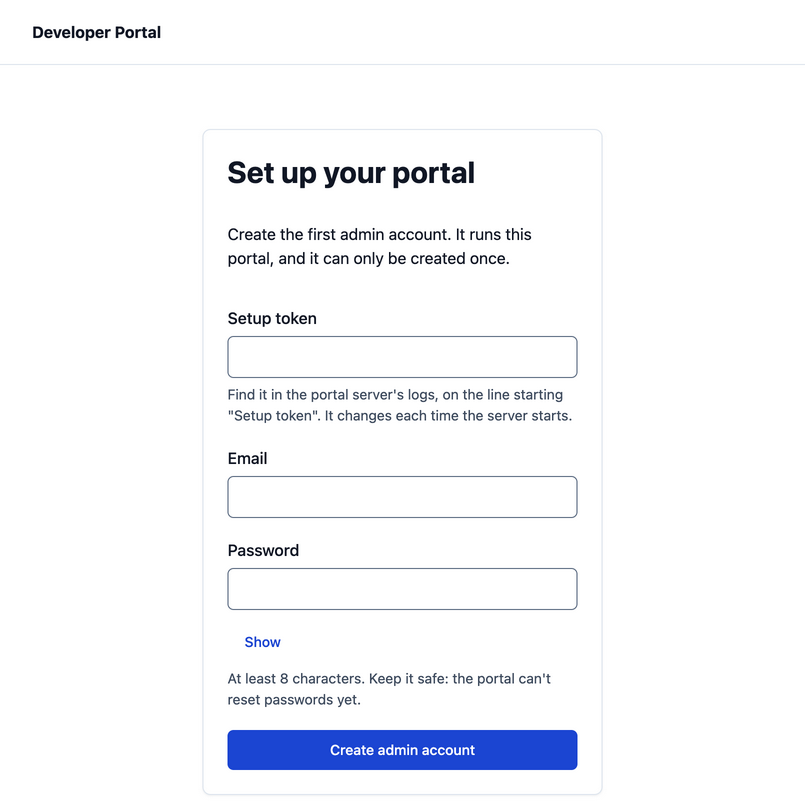 Developer Portal
Set up your portal
Create the first admin account. It runs this
portal, and it can only be created once.
Setup token
Find it in the portal server's logs, on the line starting
"Setup token". It changes each time the server starts.
Email
Password
Show
At least 8 characters. Keep it safe: the portal can't
reset passwords yet.
Create admin account